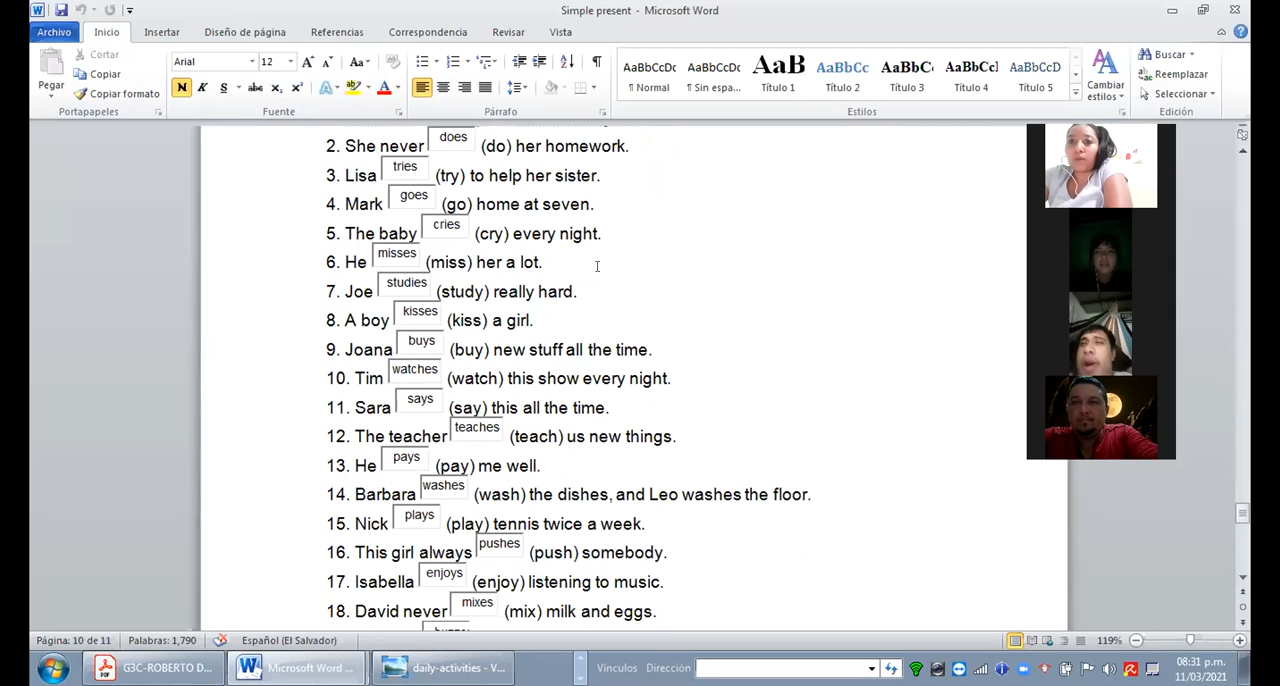 Simple present - Microsoft Word
Archivo Inicio Insertar Diseño de página Referencias Correspondencia Revisar Vista
Pegar
Cortar
Copiar
Copiar formato
Portapapeles
Arial 12
Fuente
Párrafo
AaBbCcDc AaBbCcDc AaB AaBbCc AaBbC AaBbCcI AaBbCcD
¶ Normal ¶ Sin espa... Título 1 Título 2 Título 3 Título 4 Título 5
Estilos
Cambiar estilos
Buscar
Reemplazar
Seleccionar
Edición
2. She never does (do) her homework.
3. Lisa tries (try) to help her sister.
4. Mark goes (go) home at seven.
5. The baby cries (cry) every night.
6. He misses (miss) her a lot.
7. Joe studies (study) really hard.
8. A boy kisses (kiss) a girl.
9. Joana buys (buy) new stuff all the time.
10. Tim watches (watch) this show every night.
11. Sara says (say) this all the time.
12. The teacher teaches (teach) us new things.
13. He pays (pay) me well.
14. Barbara washes (wash) the dishes, and Leo washes the floor.
15. Nick plays (play) tennis twice a week.
16. This girl always pushes (push) somebody.
17. Isabella enjoys (enjoy) listening to music.
18. David never mixes (mix) milk and eggs.
Página: 10 de 11 Palabras: 1,790 Español (El Salvador) 119%
G3C-ROBERTO D... Microsoft Word ... daily-activities - V... Vínculos Dirección 08:31 p.m.
11/03/2021